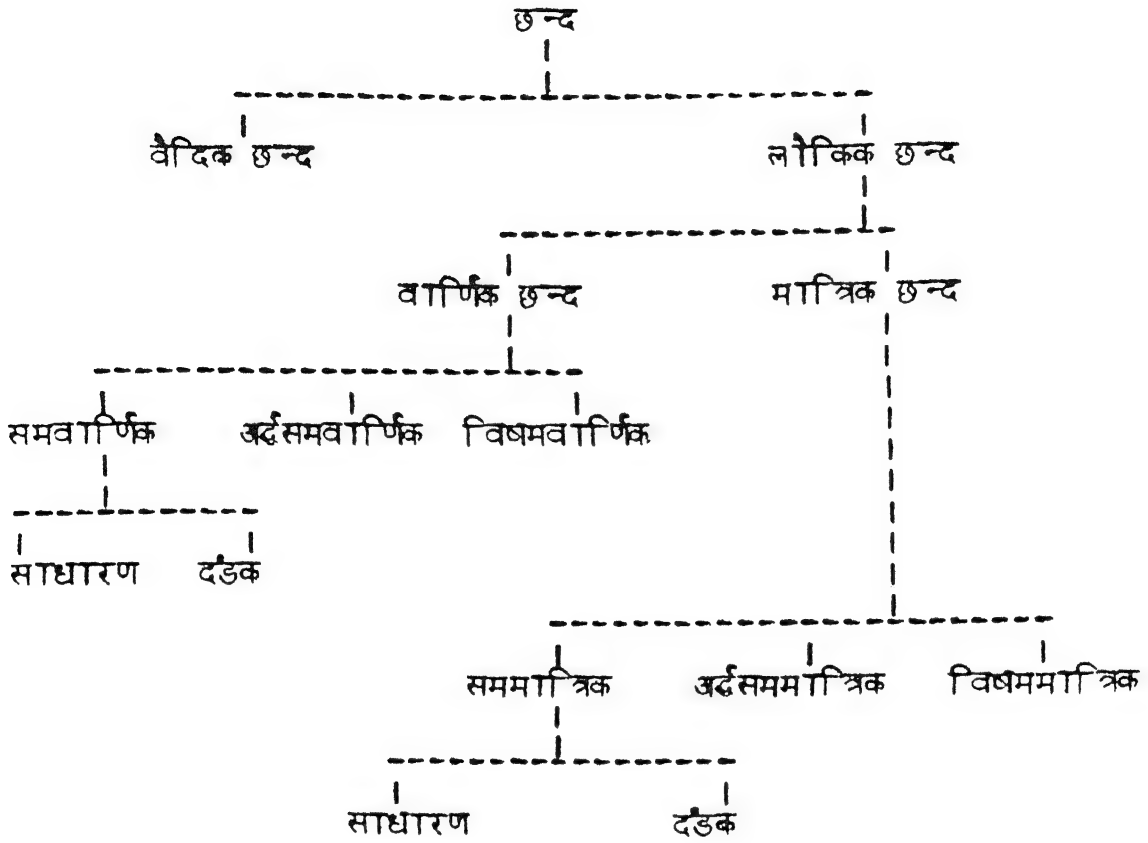 छन्द
वैदिक छन्द लौकिक छन्द
वार्णिक छन्द मात्रिक छन्द
समवार्णिक अर्द्धसमवार्णिक विषमवार्णिक
साधारण दंडक
सममात्रिक अर्द्धसममात्रिक विषममात्रिक
साधारण दंडक